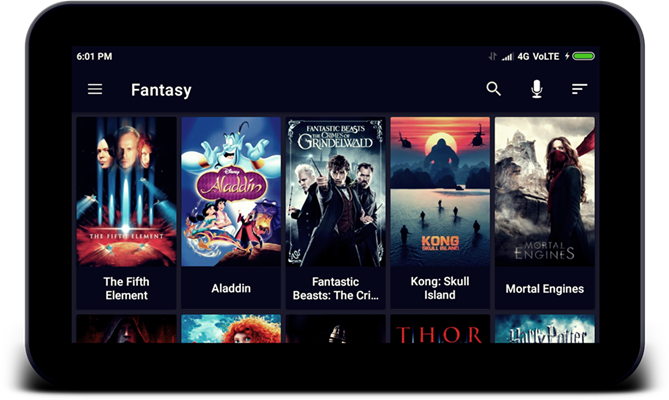 6:01 PM
4G VoLTE
Fantasy
THE FIFTH ELEMENT
Disney
Aladdin
FANTASTIC BEASTS
THE CRIMES OF
GRINDELWALD
KONG
SKULL ISLAND
MORTAL
ENGINES
The Fifth
Element
Aladdin
Fantastic
Beasts: The Cri...
Kong: Skull
Island
Mortal Engines
THOR
Harry Potter